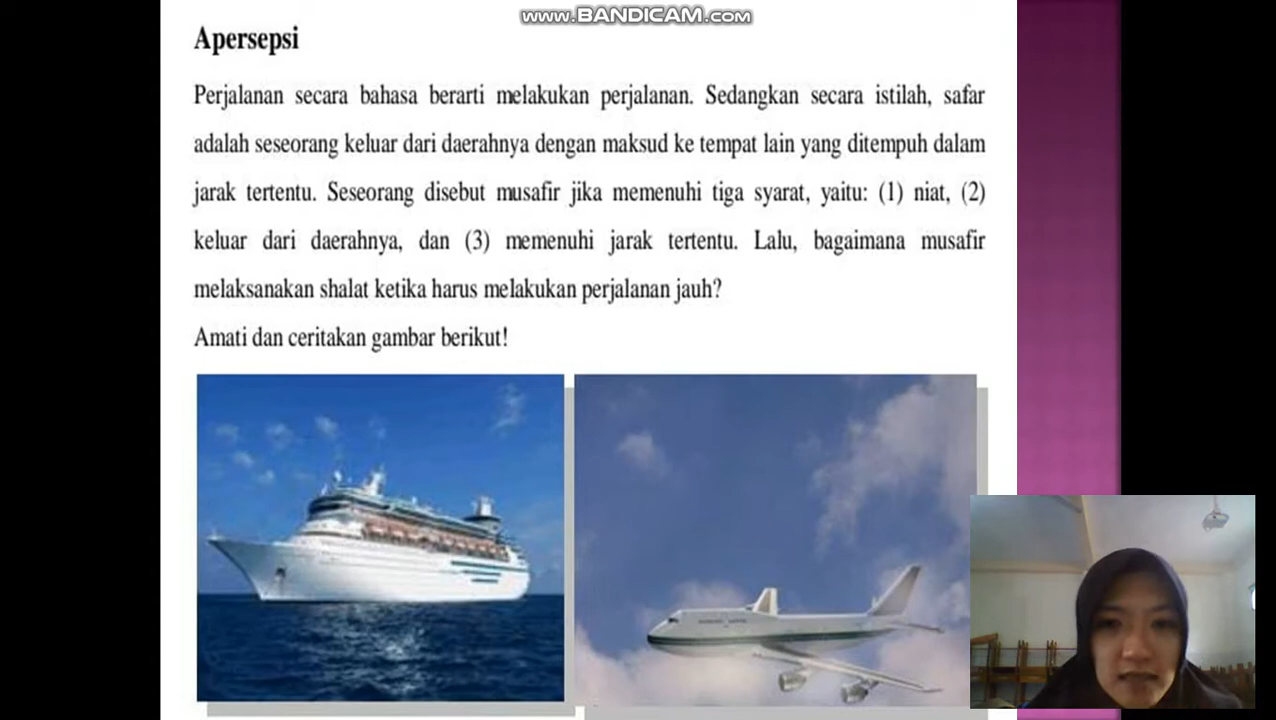 www.BANDICAM.com
Apersepsi
Perjalanan secara bahasa berarti melakukan perjalanan. Sedangkan secara istilah, safar
adalah seseorang keluar dari daerahnya dengan maksud ke tempat lain yang ditempuh dalam
jarak tertentu. Seseorang disebut musafir jika memenuhi tiga syarat, yaitu: (1) niat, (2)
keluar dari daerahnya, dan (3) memenuhi jarak tertentu. Lalu, bagaimana musafir
melaksanakan shalat ketika harus melakukan perjalanan jauh?
Amati dan ceritakan gambar berikut!